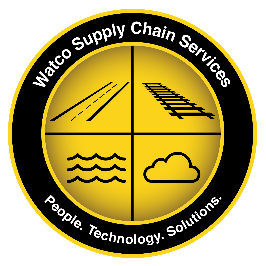 Watco Supply Chain Services
People. Technology. Solutions.